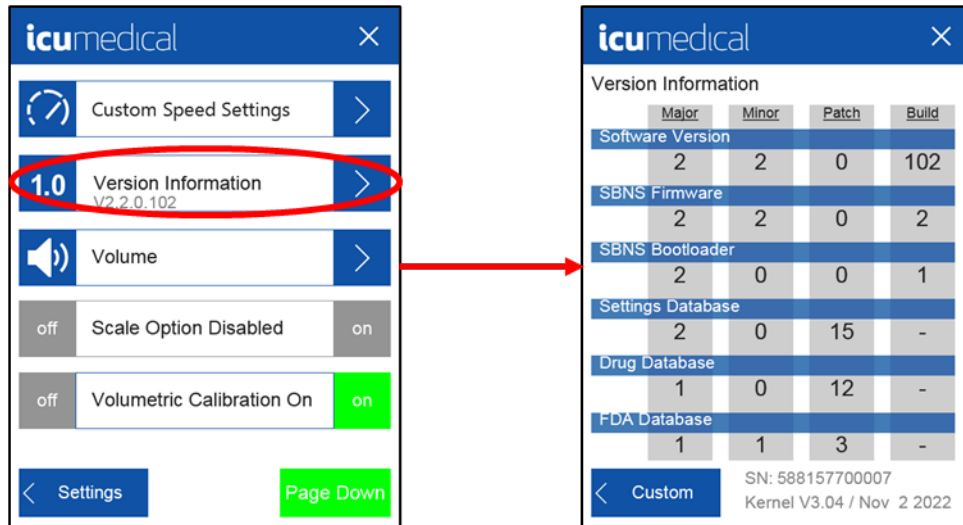 icumedical
Custom Speed Settings
1.0
Version Information
V2.2.0.102
Volume
off
Scale Option Disabled
on
off
Volumetric Calibration On
on
Settings
Page Down
icumedical
Version Information
Major Minor Patch Build
Software Version
2 2 0 102
SBNS Firmware
2 2 0 2
SBNS Bootloader
2 0 0 1
Settings Database
2 0 15 -
Drug Database
1 0 12 -
FDA Database
1 1 3 -
Custom
SN: 588157700007
Kernel V3.04 / Nov 2 2022